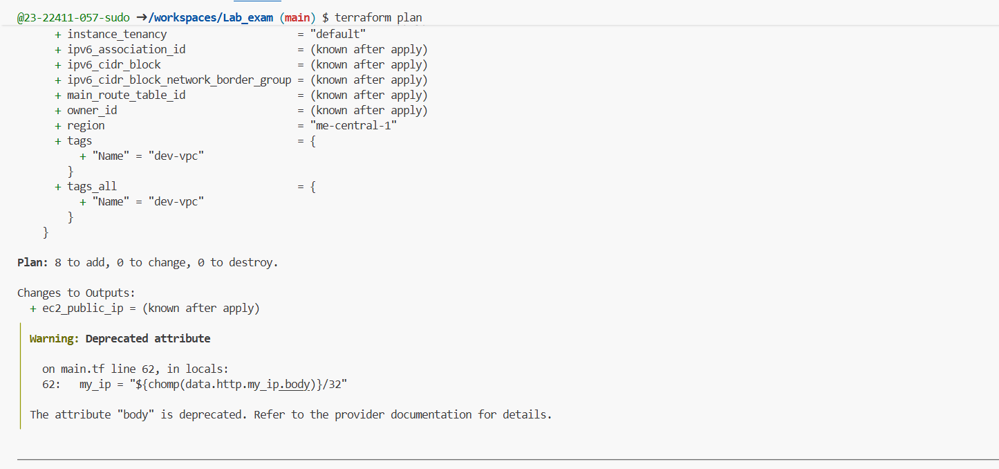 @23-22411-057-sudo ➜/workspaces/Lab_exam (main) $ terraform plan
+ instance_tenancy = "default"
+ ipv6_association_id = (known after apply)
+ ipv6_cidr_block = (known after apply)
+ ipv6_cidr_block_network_border_group = (known after apply)
+ main_route_table_id = (known after apply)
+ owner_id = (known after apply)
+ region = "me-central-1"
+ tags = {
+ "Name" = "dev-vpc"
}
+ tags_all = {
+ "Name" = "dev-vpc"
}
}
Plan: 8 to add, 0 to change, 0 to destroy.
Changes to Outputs:
+ ec2_public_ip = (known after apply)
Warning: Deprecated attribute
on main.tf line 62, in locals:
62: my_ip = "${chomp(data.http.my_ip.body)}/32"
The attribute "body" is deprecated. Refer to the provider documentation for details.